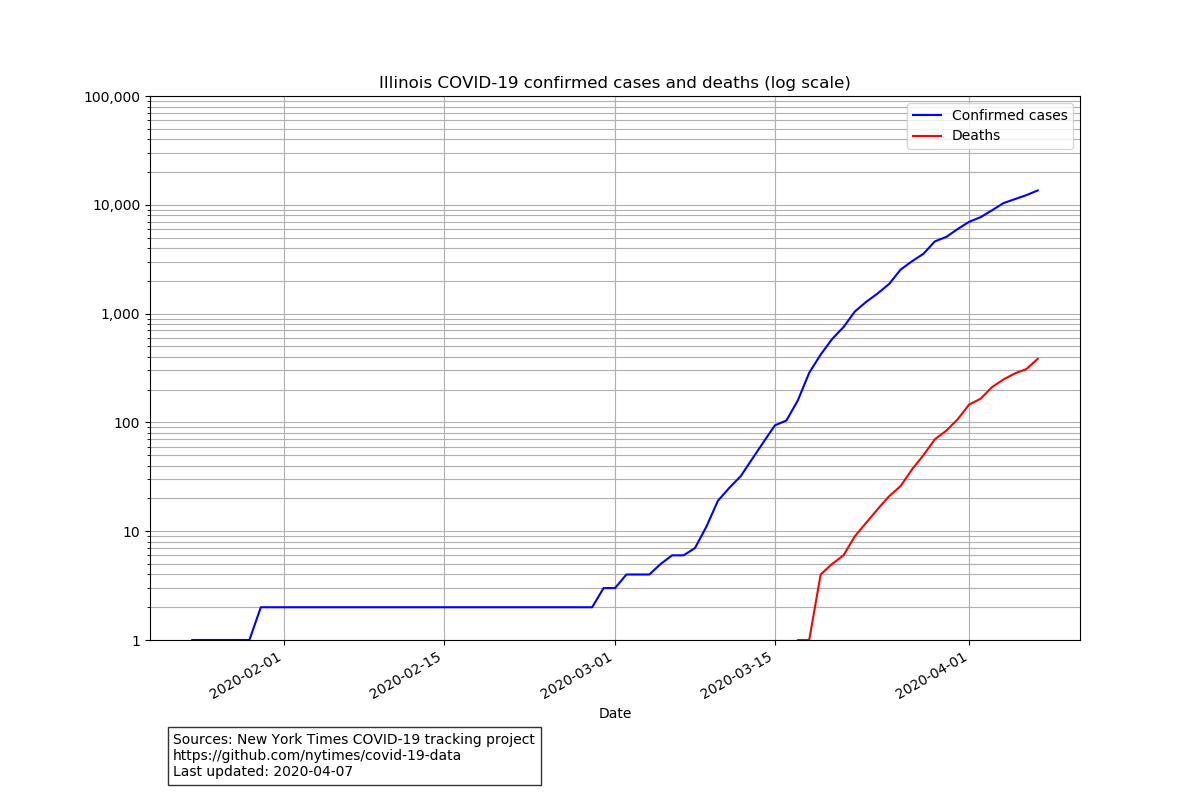 Illinois COVID-19 confirmed cases and deaths (log scale)
100,000
10,000
1,000
100
10
1
Confirmed cases
Deaths
2020-02-01
2020-02-15
2020-03-01
2020-03-15
2020-04-01
Date
Sources: New York Times COVID-19 tracking project
https://github.com/nytimes/covid-19-data
Last updated: 2020-04-07